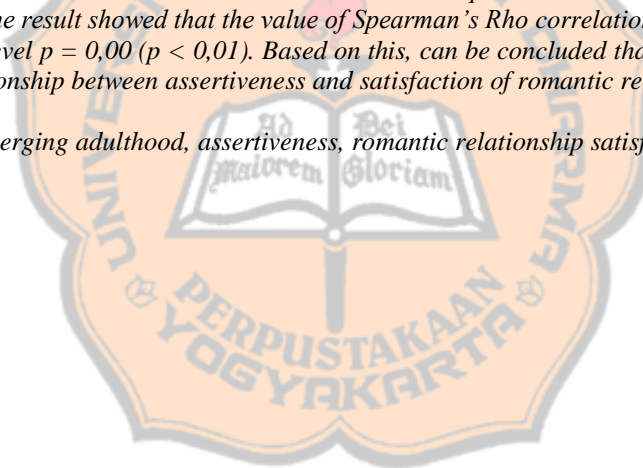 ne result showed that the value of Spearman's Rho correlation
evel p = 0,00 (p < 0,01). Based on this, can be concluded tha
onship between assertiveness and satisfaction of romantic re
erging adulthood, assertiveness, romantic relationship satisf
Ad Dei
Maiorem Gloriam
PERPUSTAKAAN
YOGYAKARTA